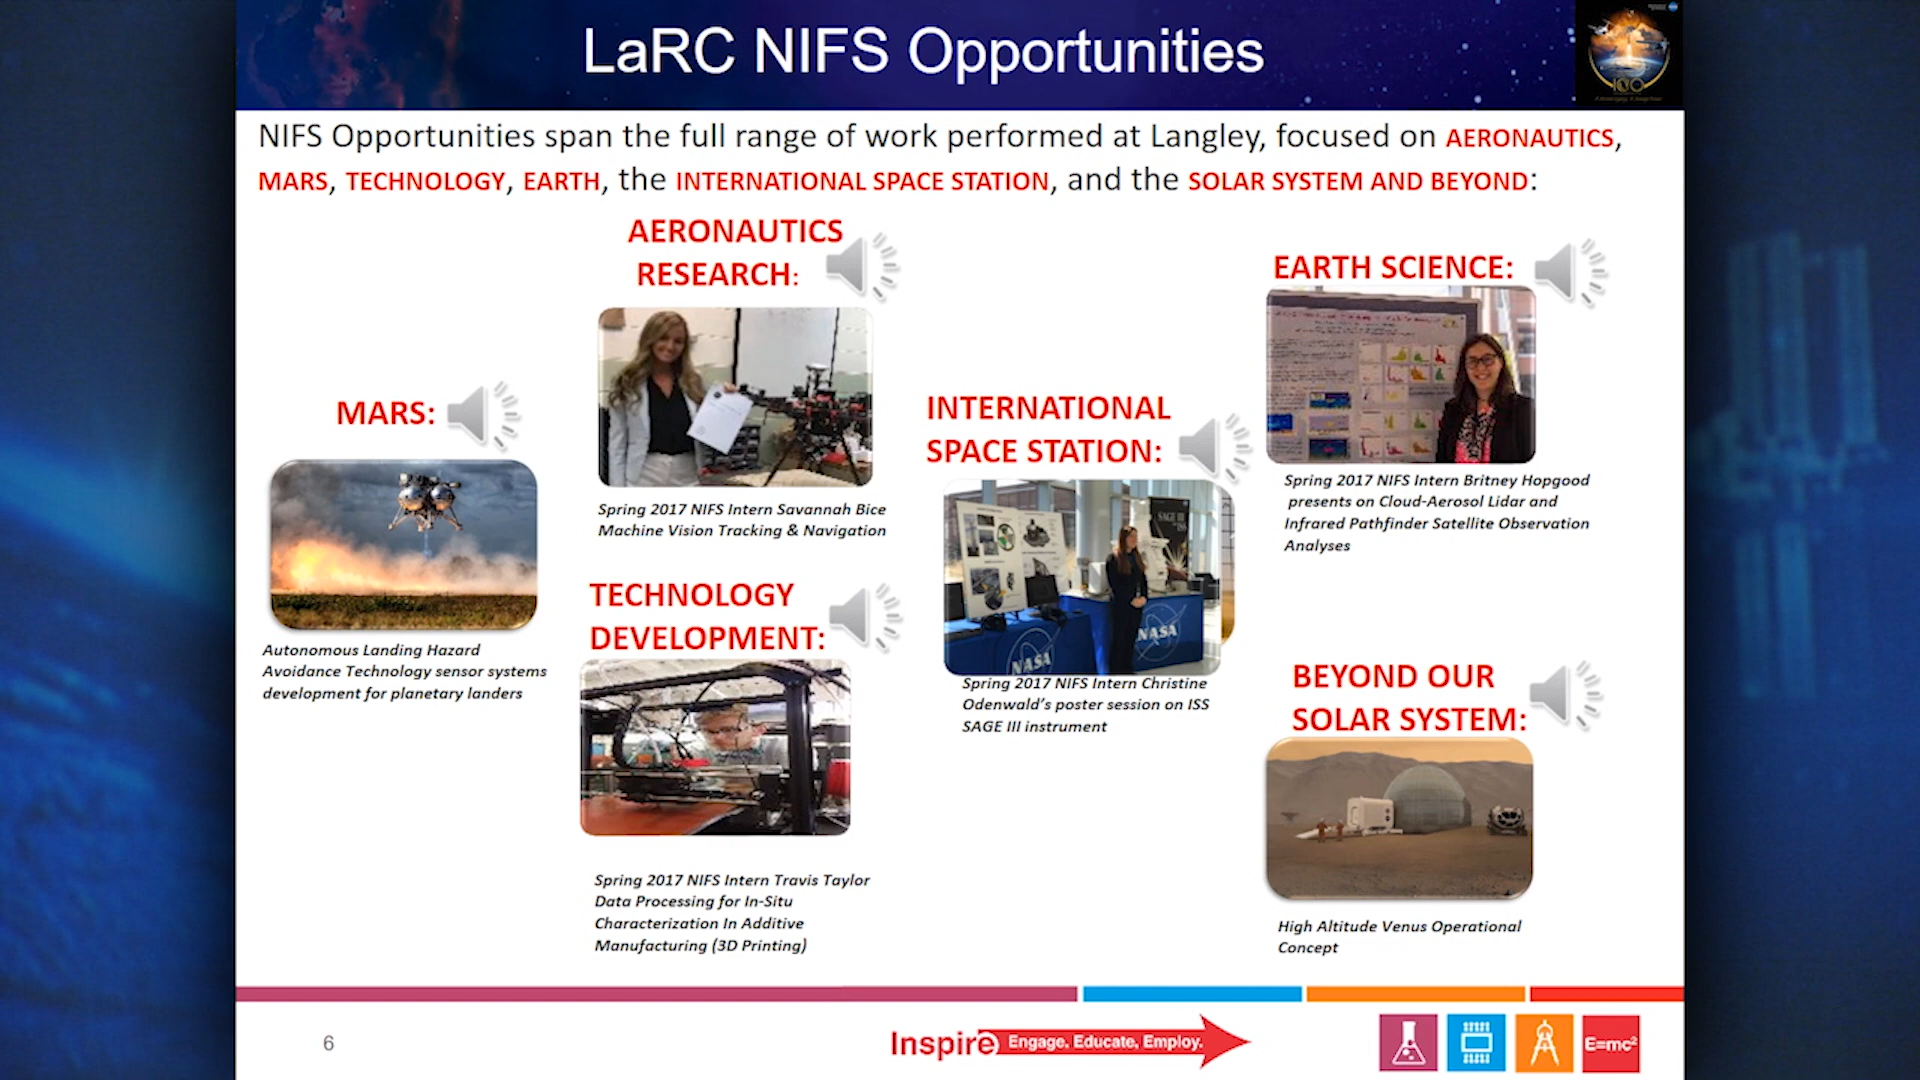 LaRC NIFS Opportunities
100
NIFS Opportunities span the full range of work performed at Langley, focused on AERONAUTICS,
MARS, TECHNOLOGY, EARTH, the INTERNATIONAL SPACE STATION, and the SOLAR SYSTEM AND BEYOND:
MARS:
Autonomous Landing Hazard
Avoidance Technology sensor systems
development for planetary landers
AERONAUTICS
RESEARCH:
Spring 2017 NIFS Intern Savannah Bice
Machine Vision Tracking & Navigation
TECHNOLOGY
DEVELOPMENT:
Spring 2017 NIFS Intern Travis Taylor
Data Processing for In-Situ
Characterization In Additive
Manufacturing (3D Printing)
INTERNATIONAL
SPACE STATION:
SAGE III
ISS
NASA
NASA
Spring 2017 NIFS Intern Christine
Odenwald's poster session on ISS
SAGE III instrument
EARTH SCIENCE:
Spring 2017 NIFS Intern Britney Hopgood
presents on Cloud-Aerosol Lidar and
Infrared Pathfinder Satellite Observation
Analyses
BEYOND OUR
SOLAR SYSTEM:
High Altitude Venus Operational
Concept
6
Inspire Engage. Educate. Employ.
E=mc²